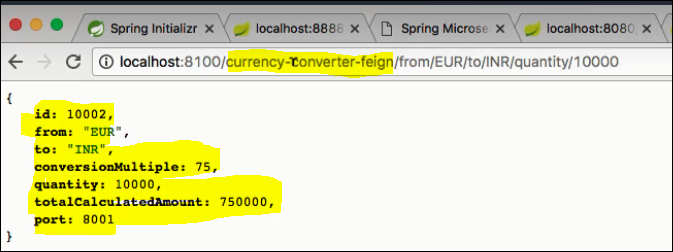 Spring Initializr
localhost:8888
Spring Microse
localhost:8080
localhost:8100/currency-converter-feign/from/EUR/to/INR/quantity/10000
{
id: 10002,
from: "EUR",
to: "INR",
conversionMultiple: 75,
quantity: 10000,
totalCalculatedAmount: 750000,
port: 8001
}